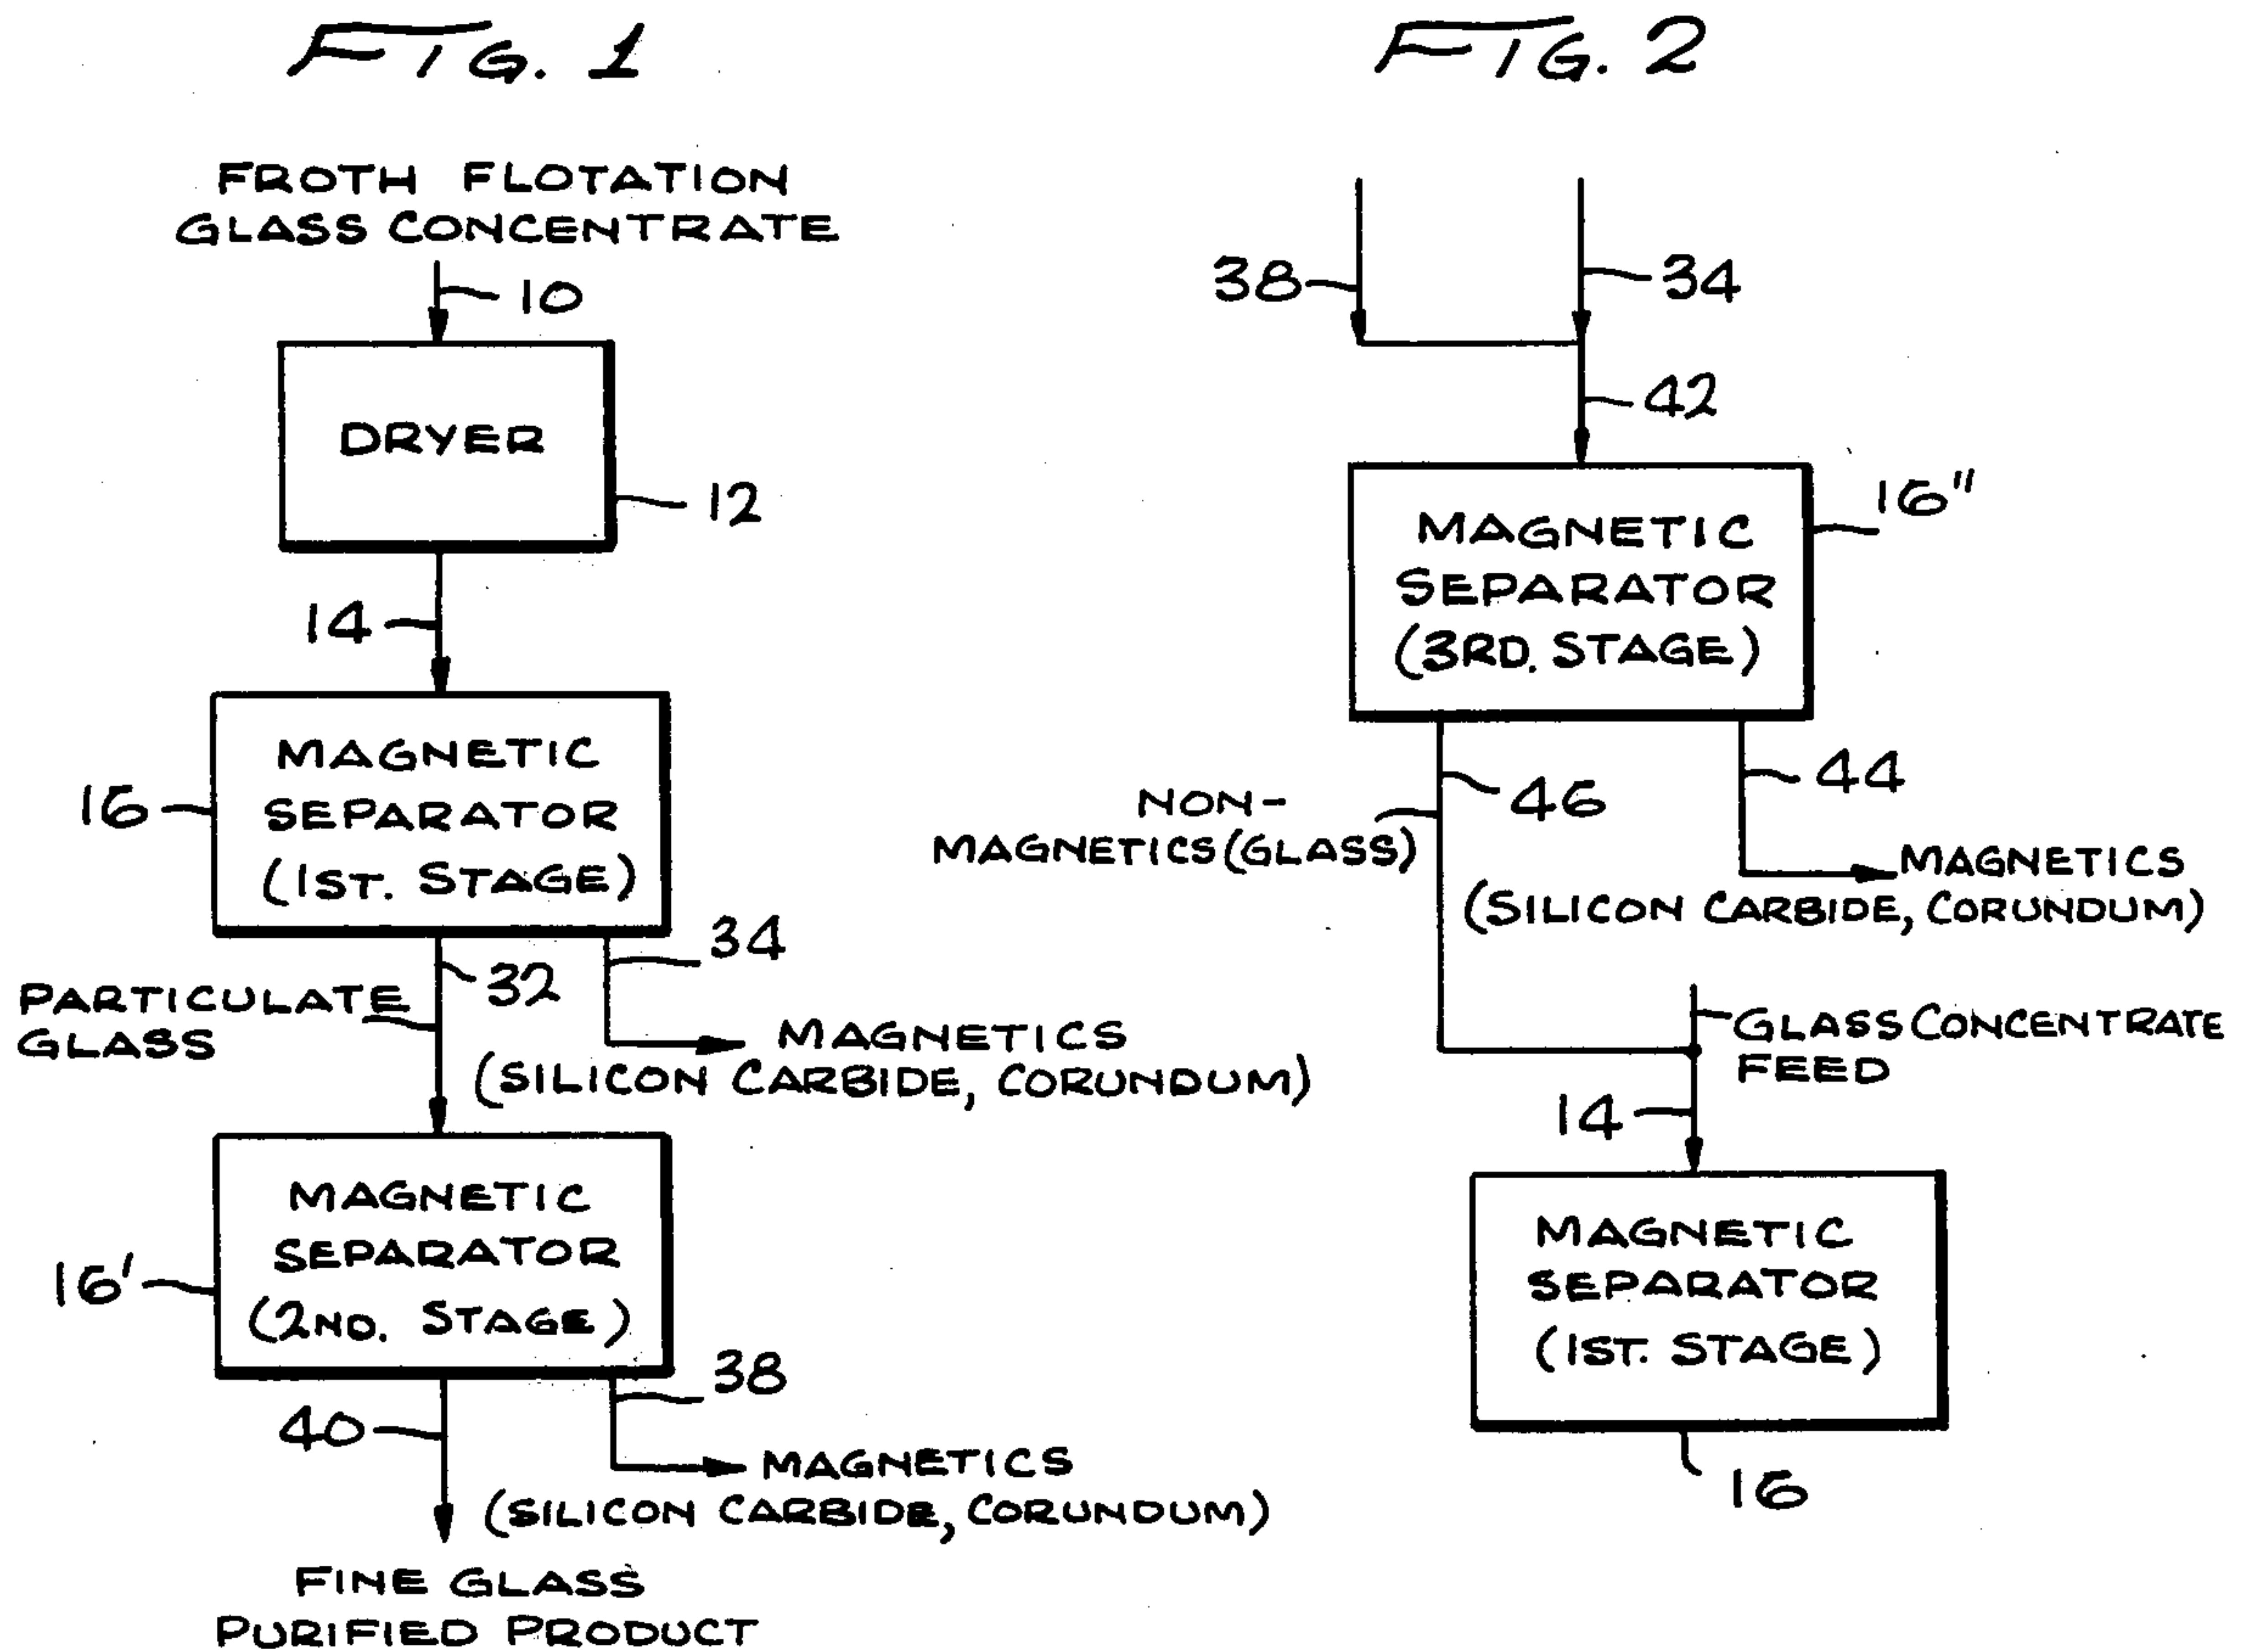 FIG. 1
FROTH FLOTATION
GLASS CONCENTRATE
10
DRYER
12
14
MAGNETIC
SEPARATOR
(1ST. STAGE)
16
34
32
PARTICULATE
GLASS
MAGNETICS
(SILICON CARBIDE, CORUNDUM)
MAGNETIC
SEPARATOR
(2ND. STAGE)
16'
38
40
MAGNETICS
(SILICON CARBIDE, CORUNDUM)
FINE GLASS
PURIFIED PRODUCT
FIG. 2
38
34
42
16"
MAGNETIC
SEPARATOR
(3RD. STAGE)
46
44
NON-
MAGNETICS (GLASS)
MAGNETICS
(SILICON CARBIDE, CORUNDUM)
GLASS CONCENTRATE
FEED
14
MAGNETIC
SEPARATOR
(1ST. STAGE)
16